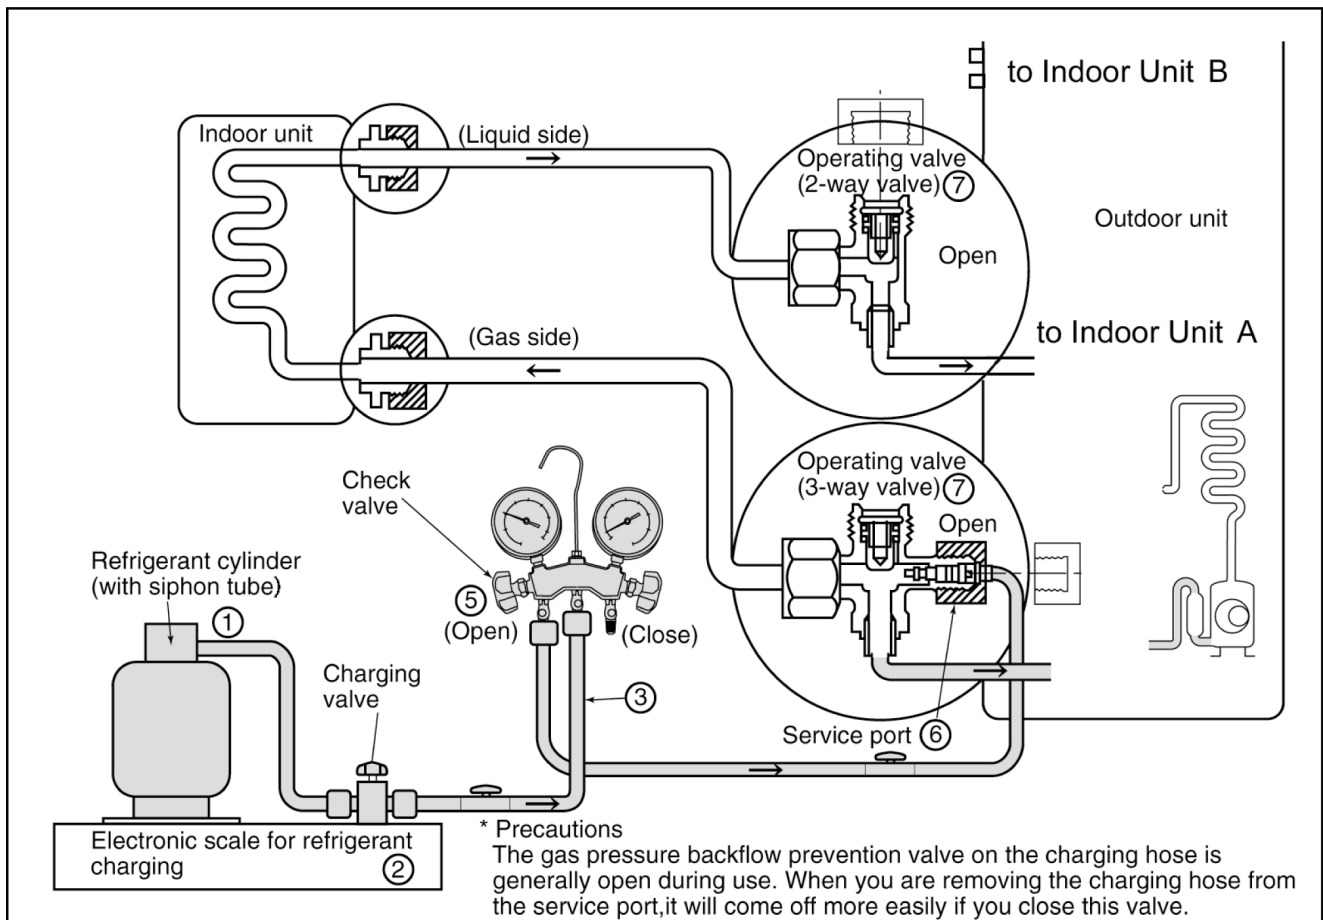 to Indoor Unit B
Indoor unit
(Liquid side)
Operating valve
(2-way valve) ⑦
Outdoor unit
Open
to Indoor Unit A
(Gas side)
Operating valve
(3-way valve) ⑦
Open
Check
valve
Refrigerant cylinder
(with siphon tube)
①
⑤
(Open)
(Close)
Charging
valve
③
Service port ⑥
Electronic scale for refrigerant
charging ②
* Precautions
The gas pressure backflow prevention valve on the charging hose is
generally open during use. When you are removing the charging hose from
the service port,it will come off more easily if you close this valve.